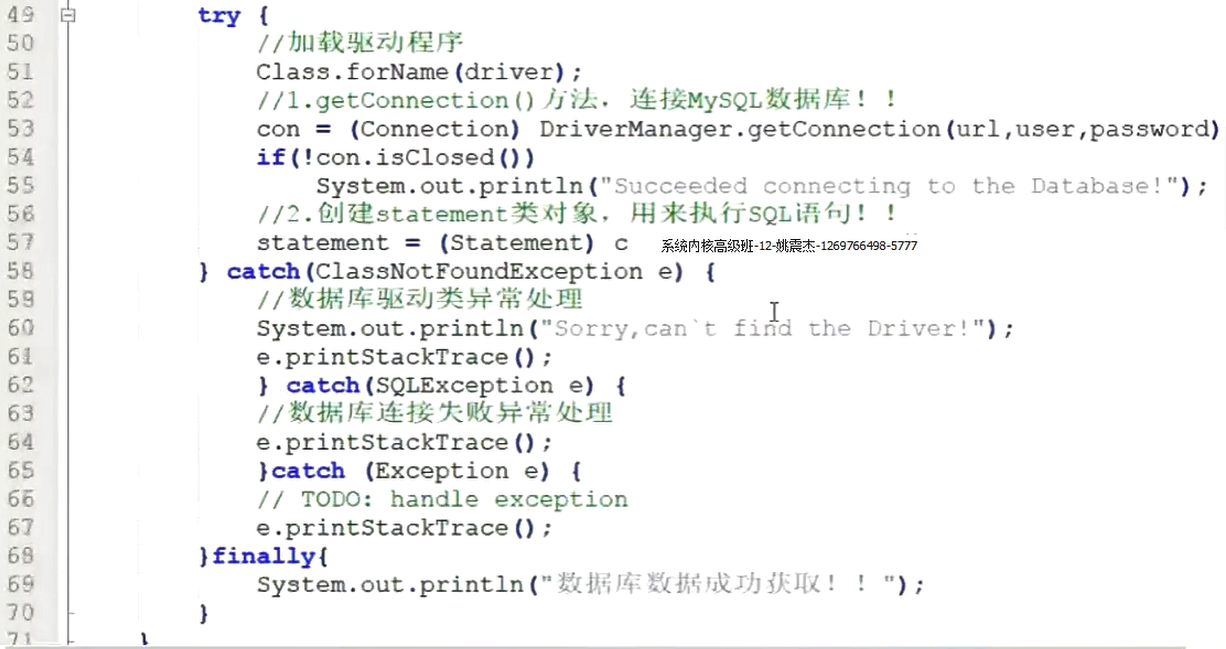 49 try {
50 //加载驱动程序
51 Class.forName(driver);
52 //1.getConnection()方法，连接MySQL数据库！！
53 con = (Connection) DriverManager.getConnection(url,user,password)
54 if(!con.isClosed())
55 System.out.println("Succeeded connecting to the Database!");
56 //2.创建statement类对象，用来执行SQL语句！！
57 statement = (Statement) c 系统内核高级班-12-姚震杰-1269766498-5777
58 } catch(ClassNotFoundException e) {
59 //数据库驱动类异常处理
60 System.out.println("Sorry,can`t find the Driver!");
61 e.printStackTrace();
62 } catch(SQLException e) {
63 //数据库连接失败异常处理
64 e.printStackTrace();
65 }catch (Exception e) {
66 // TODO: handle exception
67 e.printStackTrace();
68 }finally{
69 System.out.println("数据库数据成功获取！！");
70 }
71 }